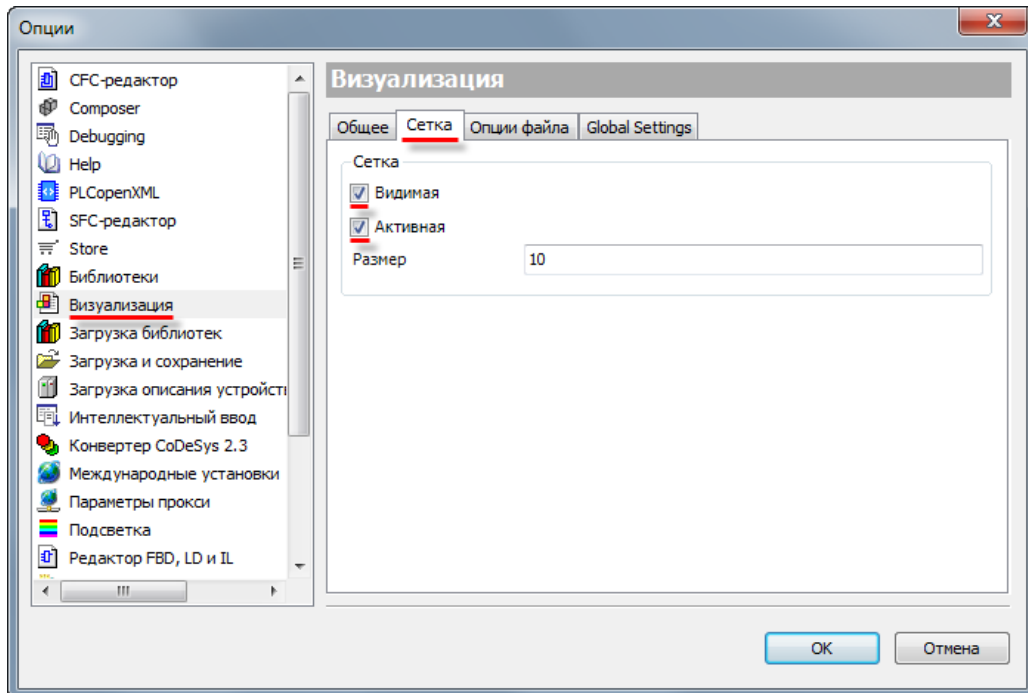 Опции
CFC-редактор
Composer
Debugging
Help
PLCopenXML
SFC-редактор
Store
Библиотеки
Визуализация
Загрузка библиотек
Загрузка и сохранение
Загрузка описания устройств
Интеллектуальный ввод
Конвертер CoDeSys 2.3
Международные установки
Параметры прокси
Подсветка
Редактор FBD, LD и IL
Визуализация
Общее Сетка Опции файла Global Settings
Сетка
Видимая
Активная
Размер 10
OK Отмена